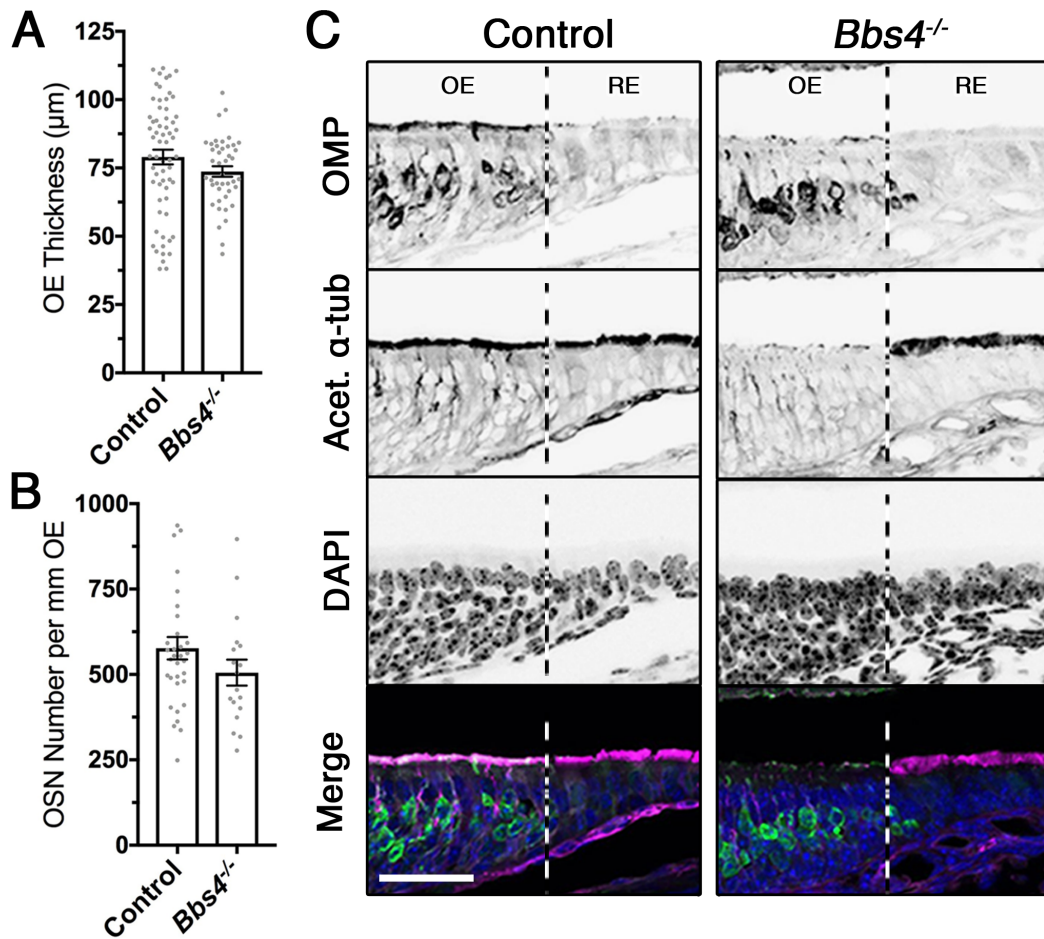 A
OE Thickness (μm)
125
100
75
50
25
0
Control
Bbs4-/-
B
OSN Number per mm OE
1000
750
500
250
0
Control
Bbs4-/-
C
Control
Bbs4-/-
OE
RE
OE
RE
OMP
Acet. α-tub
DAPI
Merge